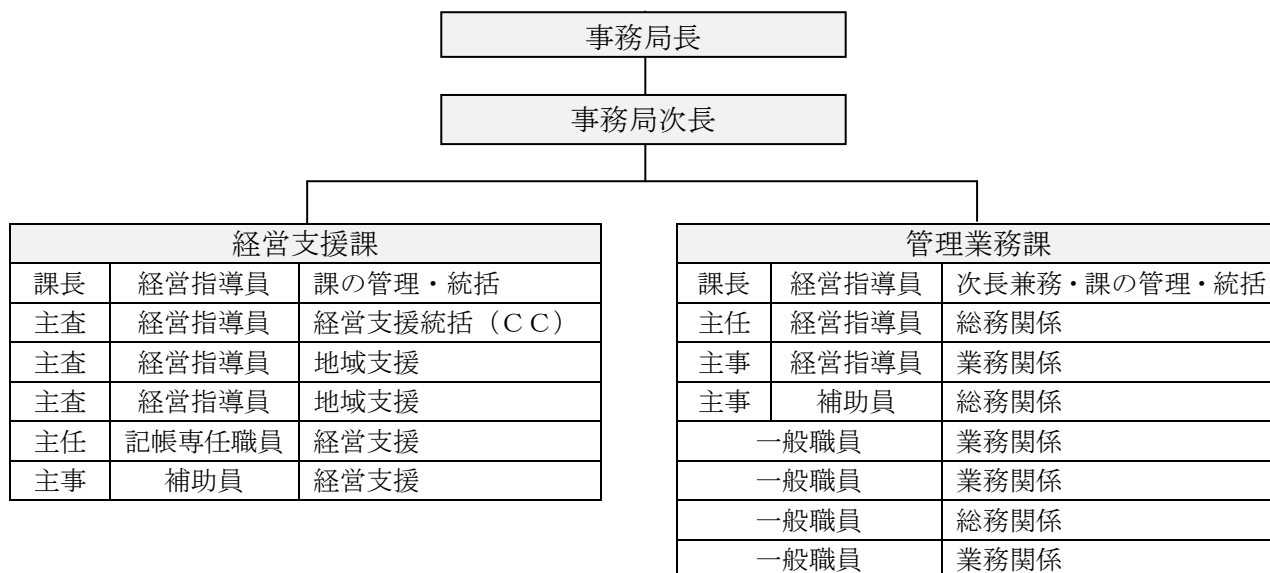 事務局長
事務局次長
経営支援課
課長 経営指導員 課の管理・統括
主査 経営指導員 経営支援統括（ＣＣ）
主査 経営指導員 地域支援
主査 経営指導員 地域支援
主任 記帳専任職員 経営支援
主事 補助員 経営支援
管理業務課
課長 経営指導員 次長兼務・課の管理・統括
主任 経営指導員 総務関係
主事 経営指導員 業務関係
主事 補助員 総務関係
一般職員 業務関係
一般職員 業務関係
一般職員 総務関係
一般職員 業務関係